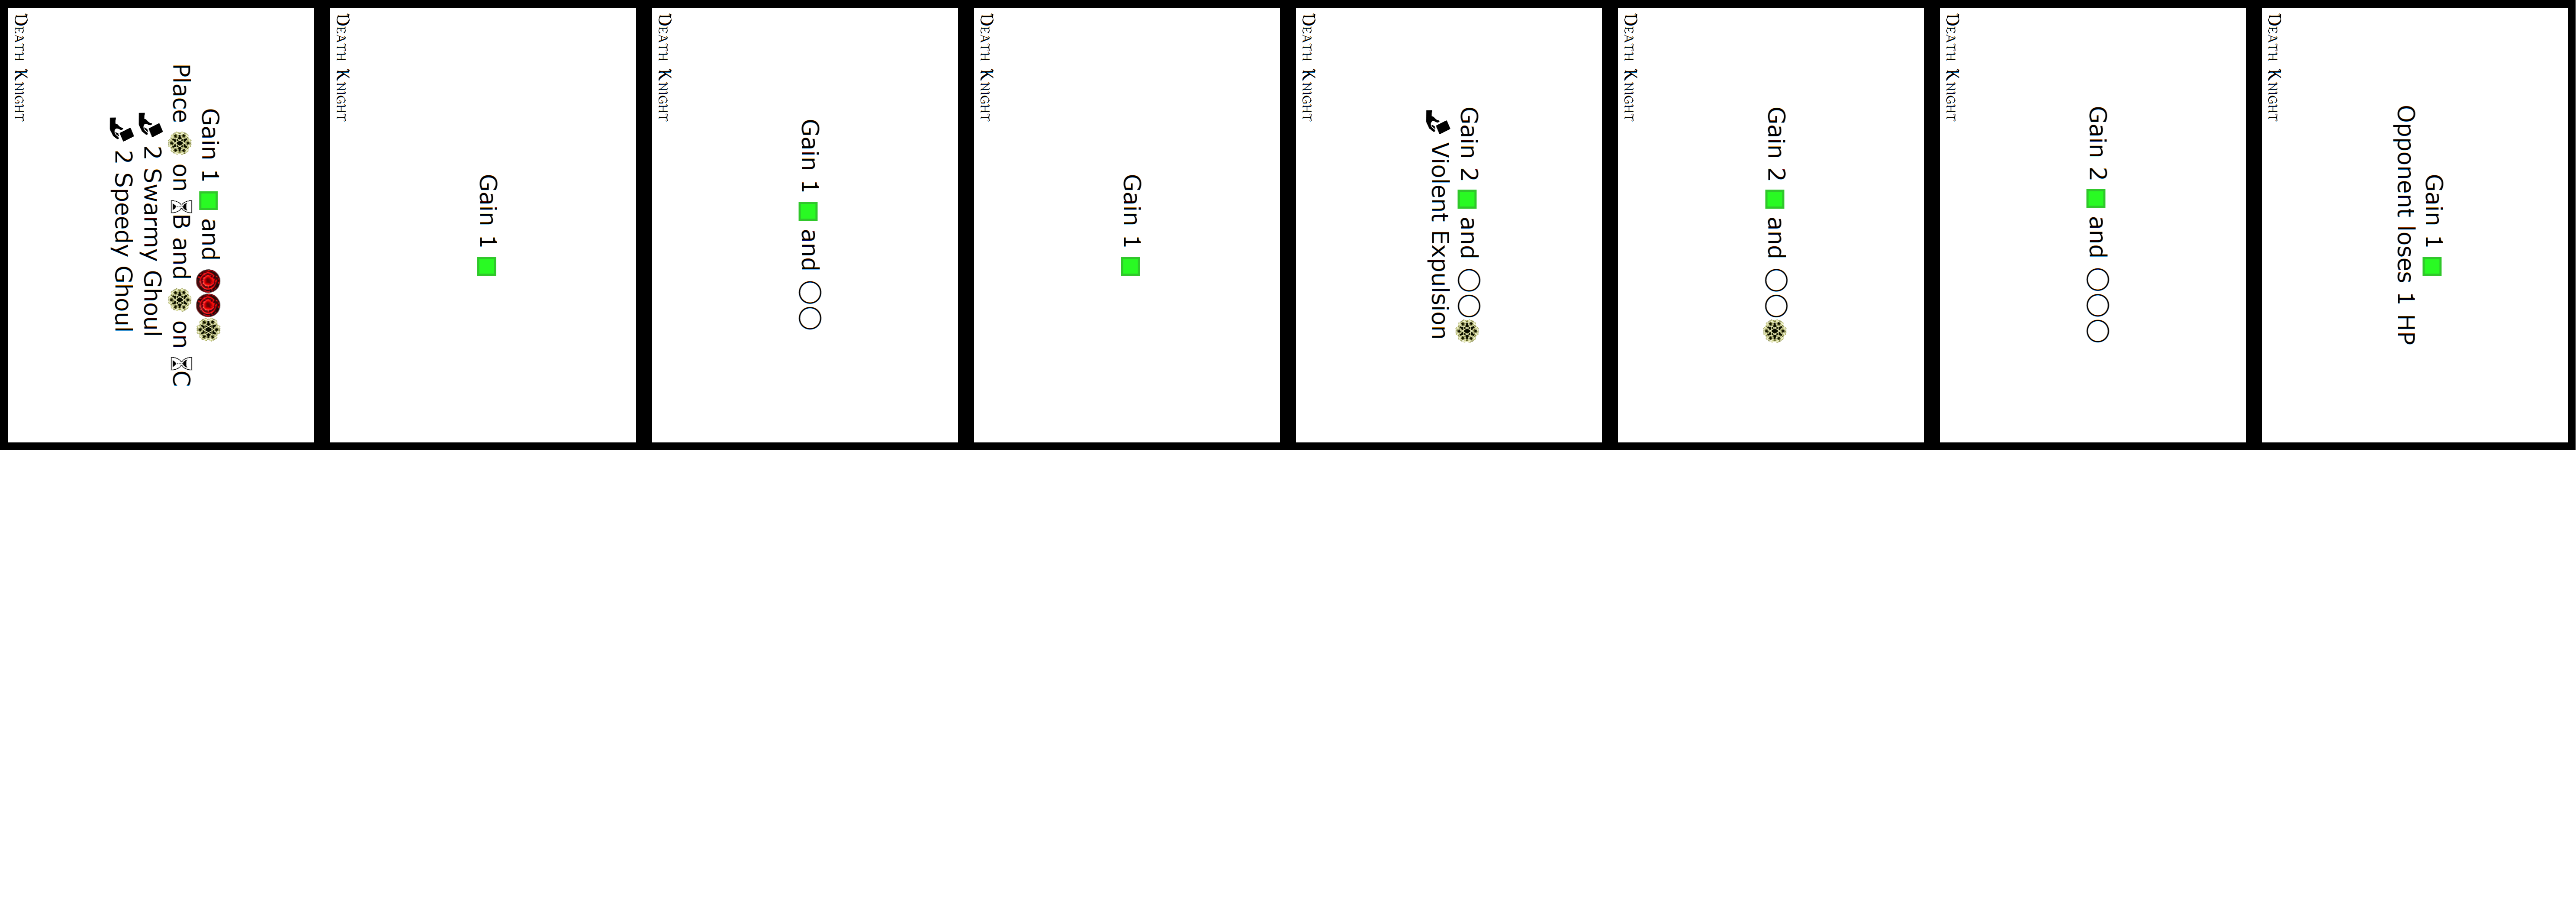 Death Knight
Gain 1 and
Place on ⌛B and on ⌛C
2 Swarmy Ghoul
2 Speedy Ghoul
Death Knight
Gain 1
Death Knight
Gain 1 and
Death Knight
Gain 1
Death Knight
Gain 2 and
Violent Expulsion
Death Knight
Gain 2 and
Death Knight
Gain 2 and
Death Knight
Gain 1
Opponent loses 1 HP